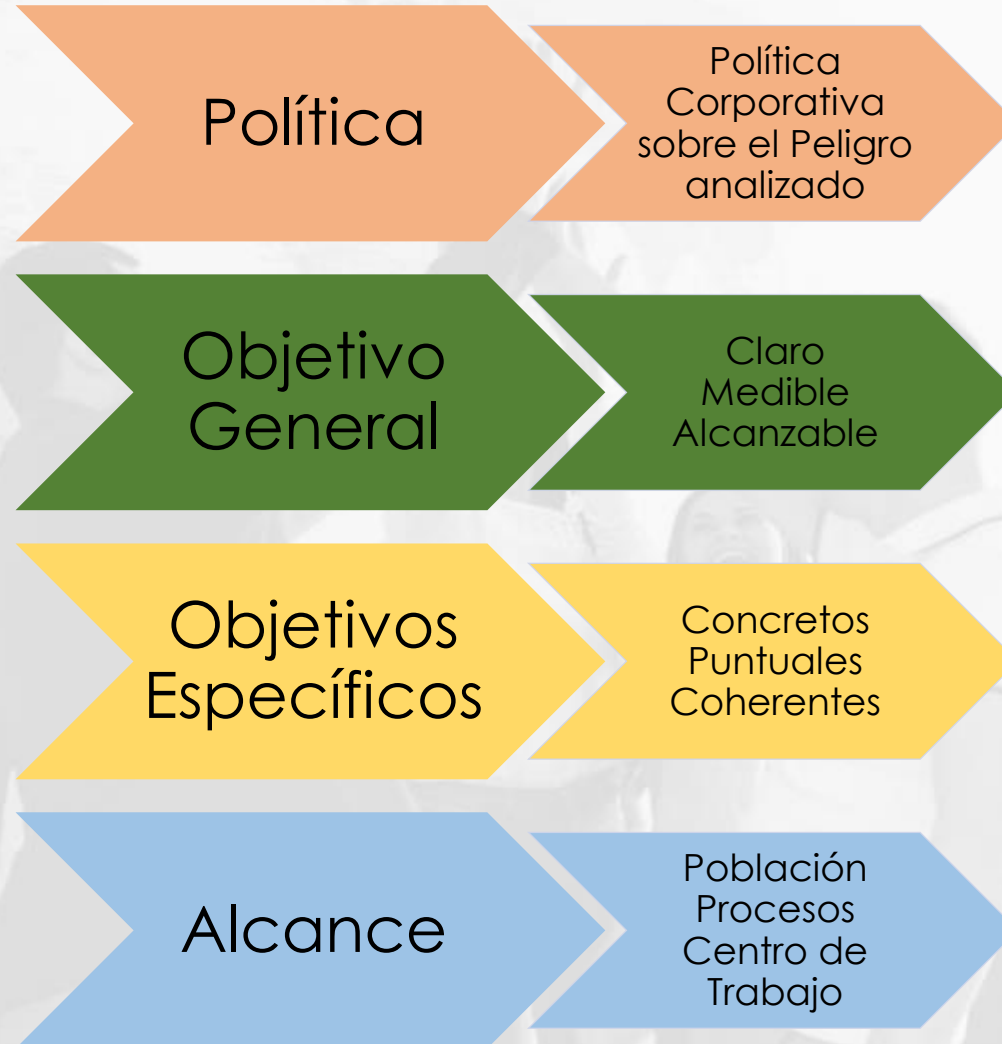 Política
Política
Corporativa
sobre el Peligro
analizado
Objetivo
General
Claro
Medible
Alcanzable
Objetivos
Específicos
Concretos
Puntuales
Coherentes
Alcance
Población
Procesos
Centro de
Trabajo